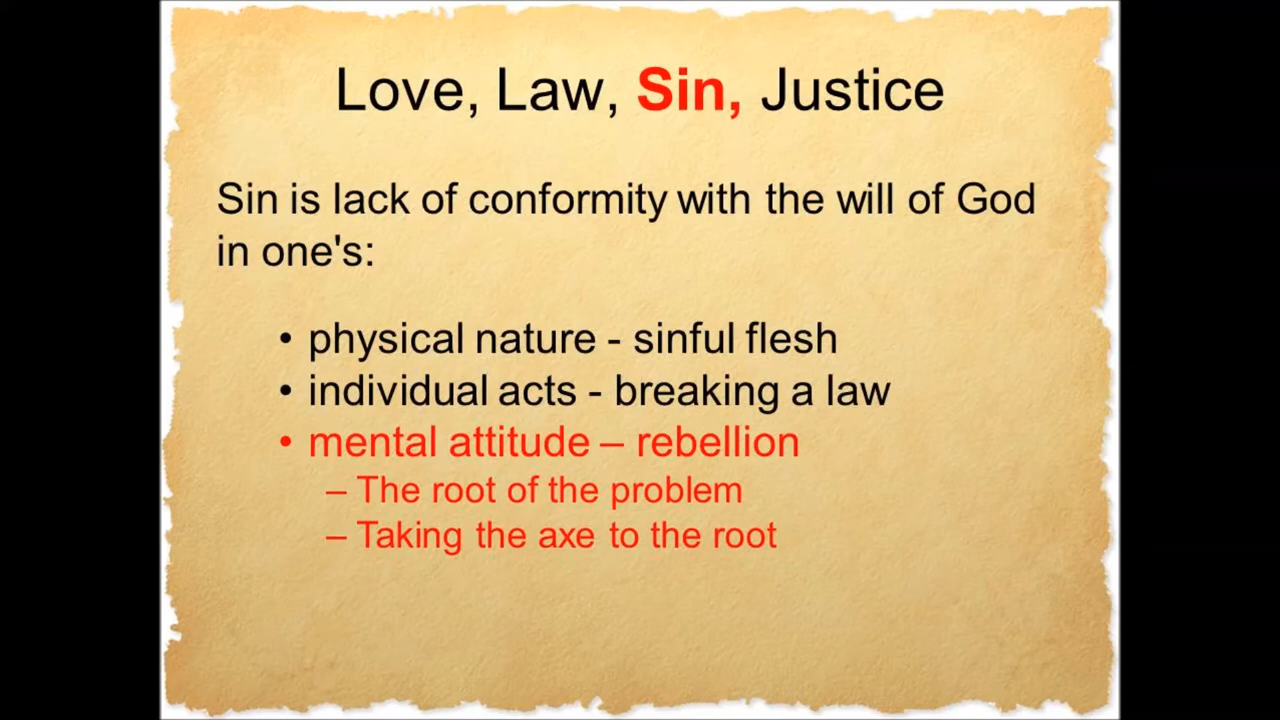 Love, Law, Sin, Justice
Sin is lack of conformity with the will of God
in one's:
• physical nature - sinful flesh
• individual acts - breaking a law
• mental attitude – rebellion
– The root of the problem
– Taking the axe to the root